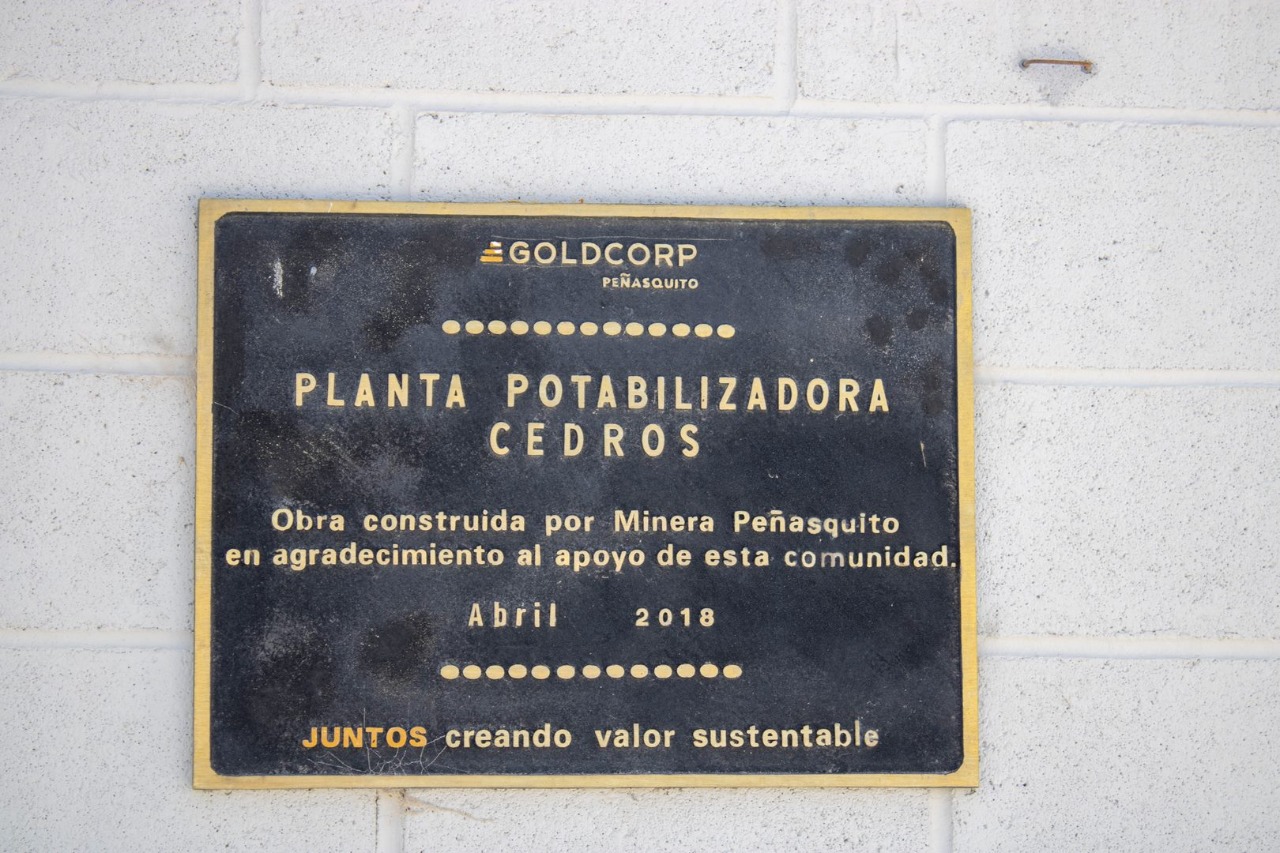 GOLDCORP
PEÑASQUITO
PLANTA POTABILIZADORA
CEDROS
Obra construida por Minera Peñasquito
en agradecimiento al apoyo de esta comunidad.
Abril 2018
JUNTOS creando valor sustentable